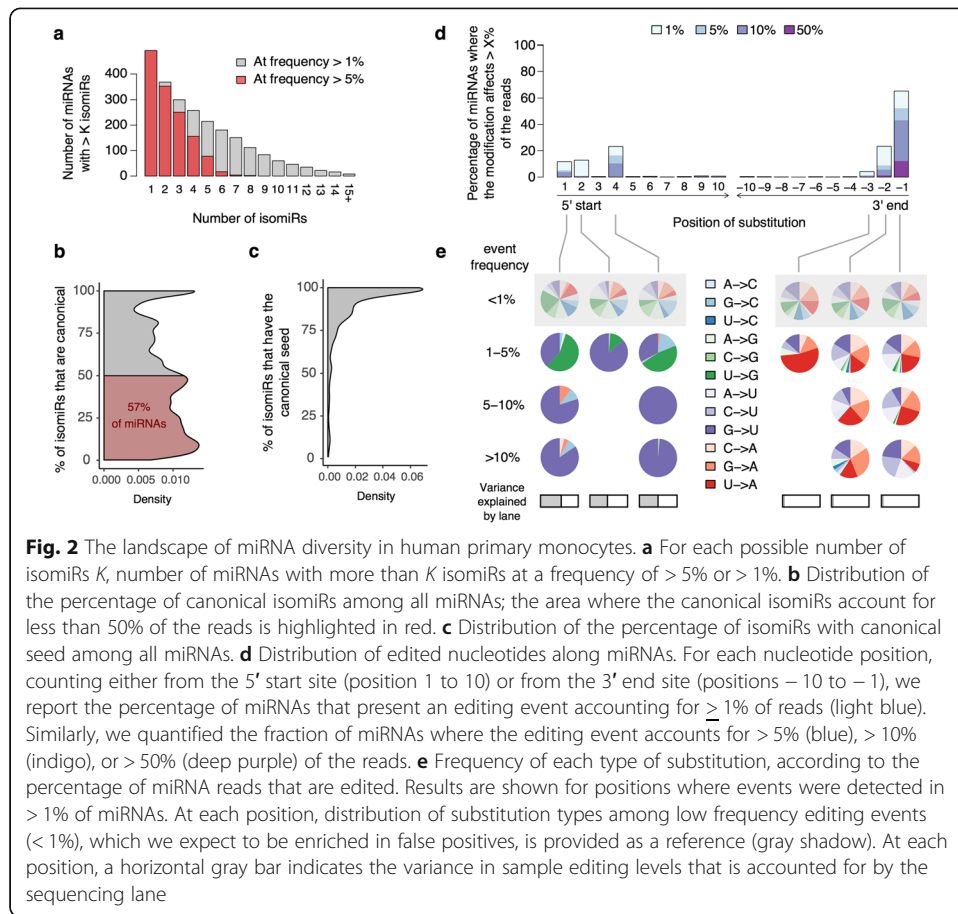 a
At frequency > 1%
At frequency > 5%
Number of miRNAs
with > K isomiRs
400
300
200
100
0
1 2 3 4 5 6 7 8 9 10 11 12 13 14 15+
Number of isomiRs
d
1% 5% 10% 50%
Percentage of miRNAs where
the modification affects > X%
of the reads
100
80
60
40
20
0
1 2 3 4 5 6 7 8 9 10
−10 −9 −8 −7 −6 −5 −4 −3 −2 −1
5' start
3' end
Position of substitution
b
% of isomiRs that are canonical
100
75
50
25
0
57%
of miRNAs
0.000 0.005 0.010
Density
c
% of isomiRs that have the
canonical seed
100
75
50
25
0
0.00 0.02 0.04 0.06
Density
e
event
frequency
<1%
1–5%
5–10%
>10%
Variance
explained
by lane
A−>C
G−>C
U−>C
A−>G
C−>G
U−>G
A−>U
C−>U
G−>U
C−>A
G−>A
U−>A
Fig. 2 The landscape of miRNA diversity in human primary monocytes. a For each possible number of
isomiRs K, number of miRNAs with more than K isomiRs at a frequency of > 5% or > 1%. b Distribution of
the percentage of canonical isomiRs among all miRNAs; the area where the canonical isomiRs account for
less than 50% of the reads is highlighted in red. c Distribution of the percentage of isomiRs with canonical
seed among all miRNAs. d Distribution of edited nucleotides along miRNAs. For each nucleotide position,
counting either from the 5′ start site (position 1 to 10) or from the 3′ end site (positions − 10 to − 1), we
report the percentage of miRNAs that present an editing event accounting for > 1% of reads (light blue).
Similarly, we quantified the fraction of miRNAs where the editing event accounts for > 5% (blue), > 10%
(indigo), or > 50% (deep purple) of the reads. e Frequency of each type of substitution, according to the
percentage of miRNA reads that are edited. Results are shown for positions where events were detected in
> 1% of miRNAs. At each position, distribution of substitution types among low frequency editing events
(< 1%), which we expect to be enriched in false positives, is provided as a reference (gray shadow). At each
position, a horizontal gray bar indicates the variance in sample editing levels that is accounted for by the
sequencing lane